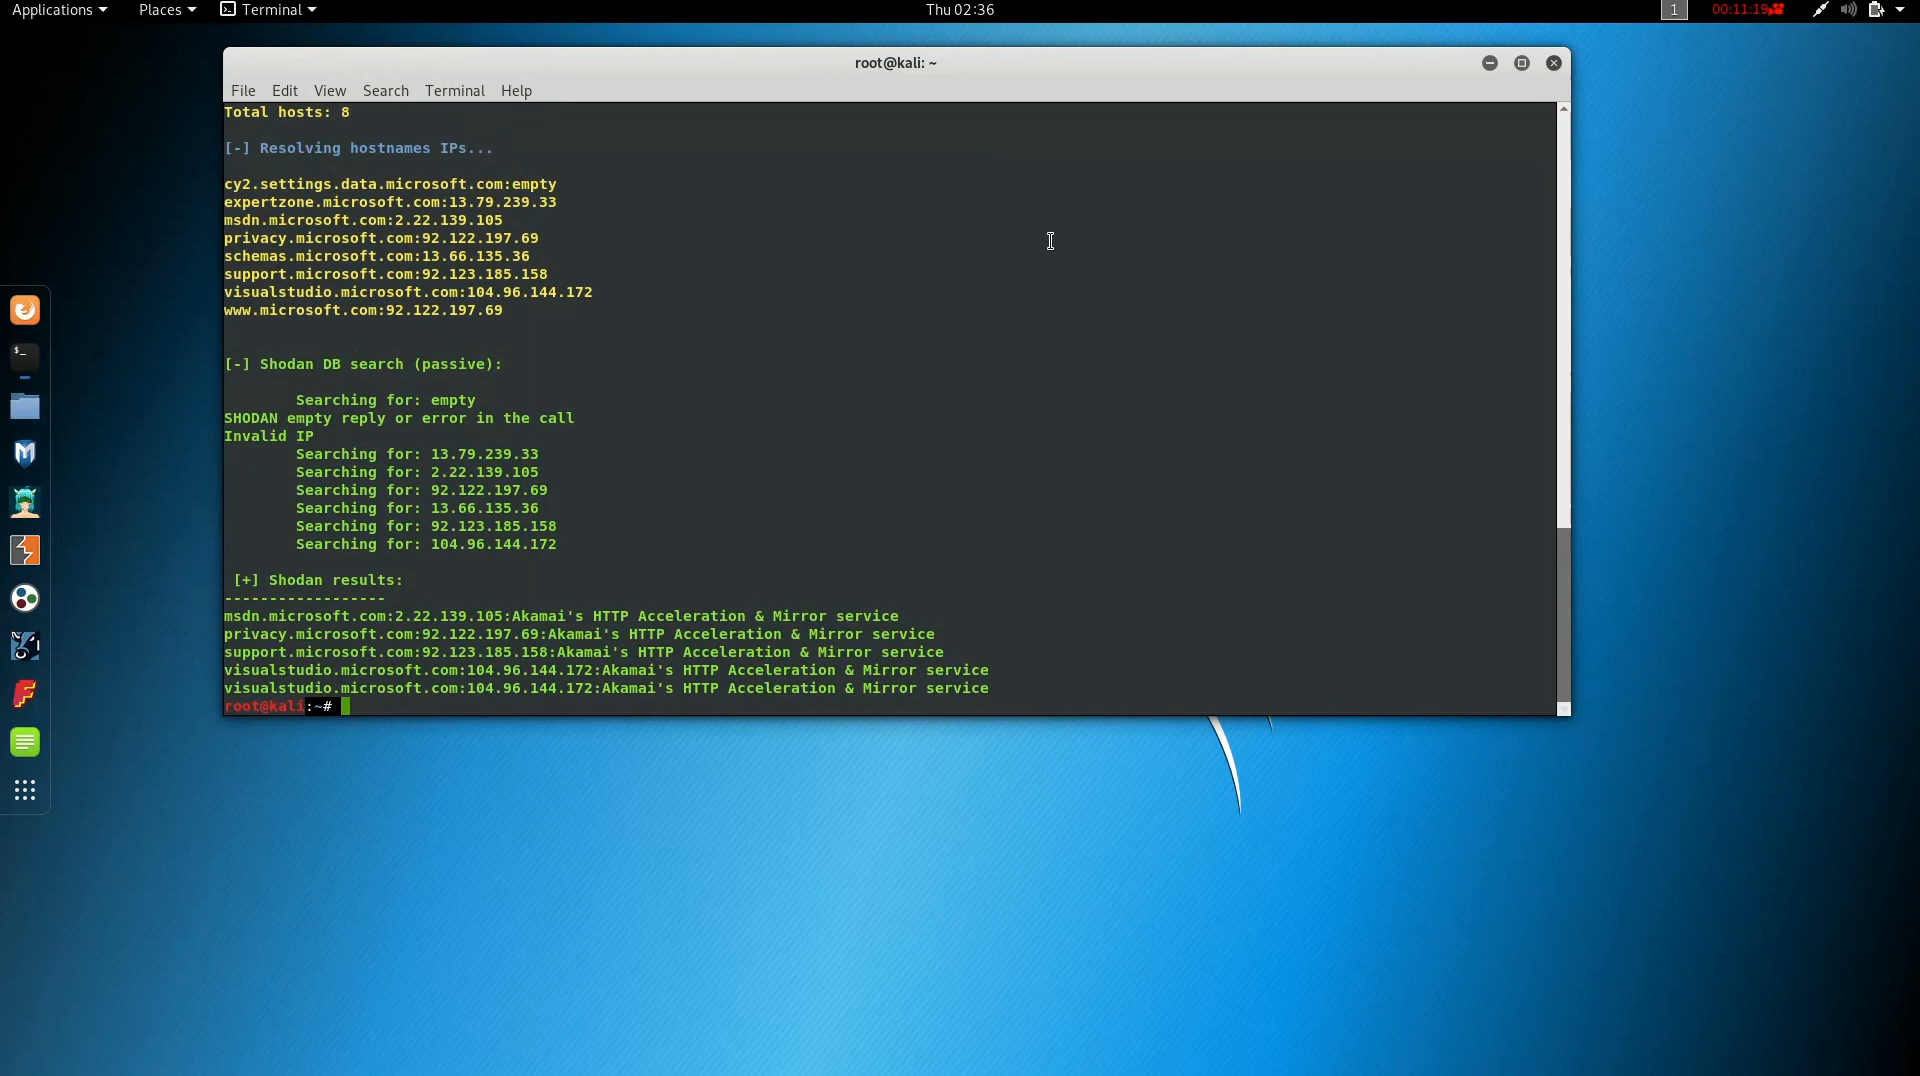 Applications Places Terminal Thu 02:36 1 00:11:19
root@kali: ~
File Edit View Search Terminal Help
Total hosts: 8
[-] Resolving hostnames IPs...
cy2.settings.data.microsoft.com:empty
expertzone.microsoft.com:13.79.239.33
msdn.microsoft.com:2.22.139.105
privacy.microsoft.com:92.122.197.69
schemas.microsoft.com:13.66.135.36
support.microsoft.com:92.123.185.158
visualstudio.microsoft.com:104.96.144.172
www.microsoft.com:92.122.197.69
[-] Shodan DB search (passive):
Searching for: empty
SHODAN empty reply or error in the call
Invalid IP
Searching for: 13.79.239.33
Searching for: 2.22.139.105
Searching for: 92.122.197.69
Searching for: 13.66.135.36
Searching for: 92.123.185.158
Searching for: 104.96.144.172
[+] Shodan results:
------------------
msdn.microsoft.com:2.22.139.105:Akamai's HTTP Acceleration & Mirror service
privacy.microsoft.com:92.122.197.69:Akamai's HTTP Acceleration & Mirror service
support.microsoft.com:92.123.185.158:Akamai's HTTP Acceleration & Mirror service
visualstudio.microsoft.com:104.96.144.172:Akamai's HTTP Acceleration & Mirror service
visualstudio.microsoft.com:104.96.144.172:Akamai's HTTP Acceleration & Mirror service
root@kali:~#